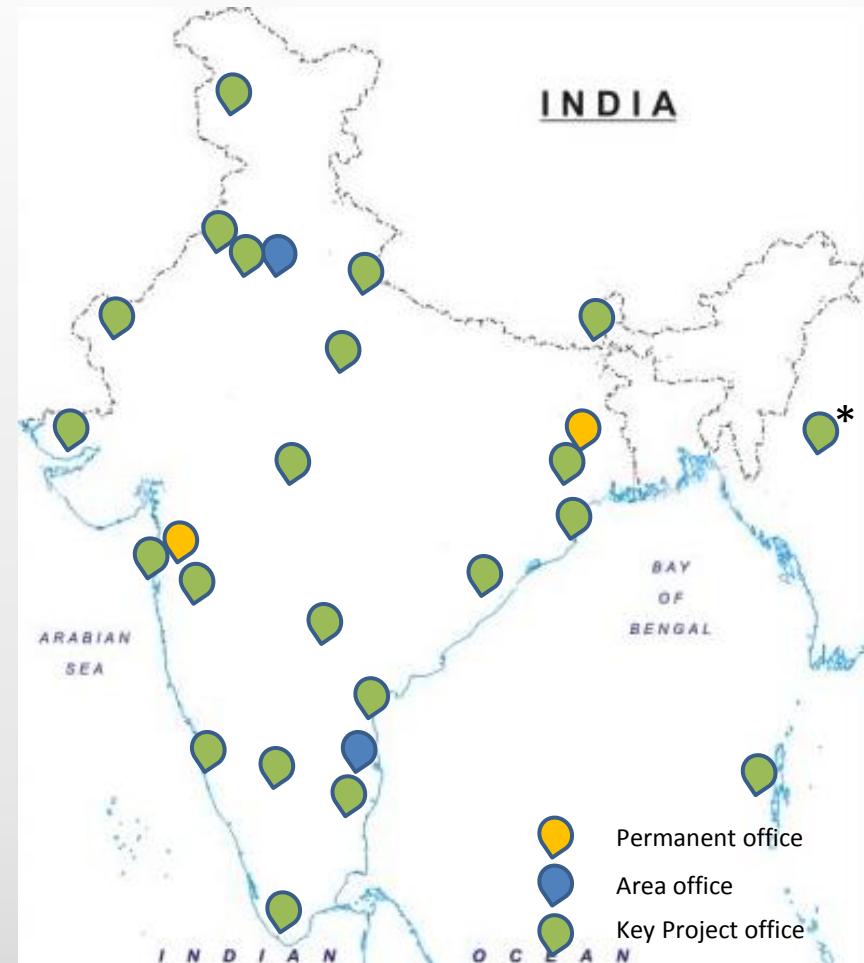 INDIA
*
BAY
OF
BENGAL
ARABIAN
SEA
Permanent office
Area office
Key Project office
INDIAN OCEAN